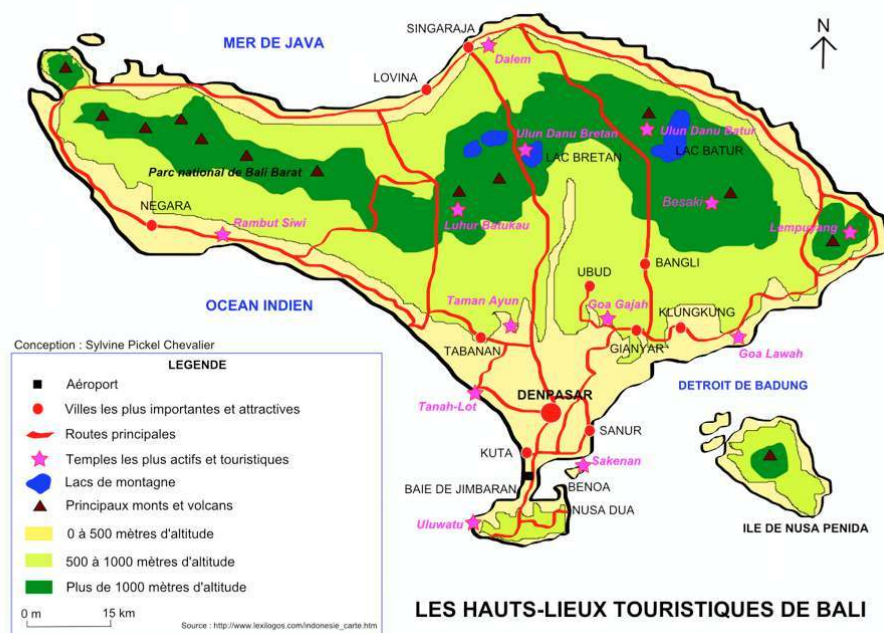 SINGARAJA
N
MER DE JAVA
Dalem
LOVINA
Ulun Danu Bretan
Ulun Danu Batur
LAC BRETAN
LAC BATUR
Parc national de Bali Barat
Besaki
NEGARA
Rambut Siwi
Luhur Batukau
Lempuyang
BANGLI
UBUD
OCEAN INDIEN
Taman Ayun
Goa Gajah
KLUNGKUNG
GIANYAR
Conception : Sylvine Pickel Chevalier
TABANAN
Goa Lawah
LEGENDE
Aéroport
DETROIT DE BADUNG
DENPASAR
Villes les plus importantes et attractives
Tanah-Lot
Routes principales
SANUR
KUTA
Temples les plus actifs et touristiques
Sakenan
Lacs de montagne
BAIE DE JIMBARAN
BENOA
Principaux monts et volcans
NUSA DUA
Uluwatu
ILE DE NUSA PENIDA
0 à 500 mètres d'altitude
500 à 1000 mètres d'altitude
Plus de 1000 mètres d'altitude
0 m 15 km
LES HAUTS-LIEUX TOURISTIQUES DE BALI
Source : http://www.lexilogos.com/indonesie_carte.htm